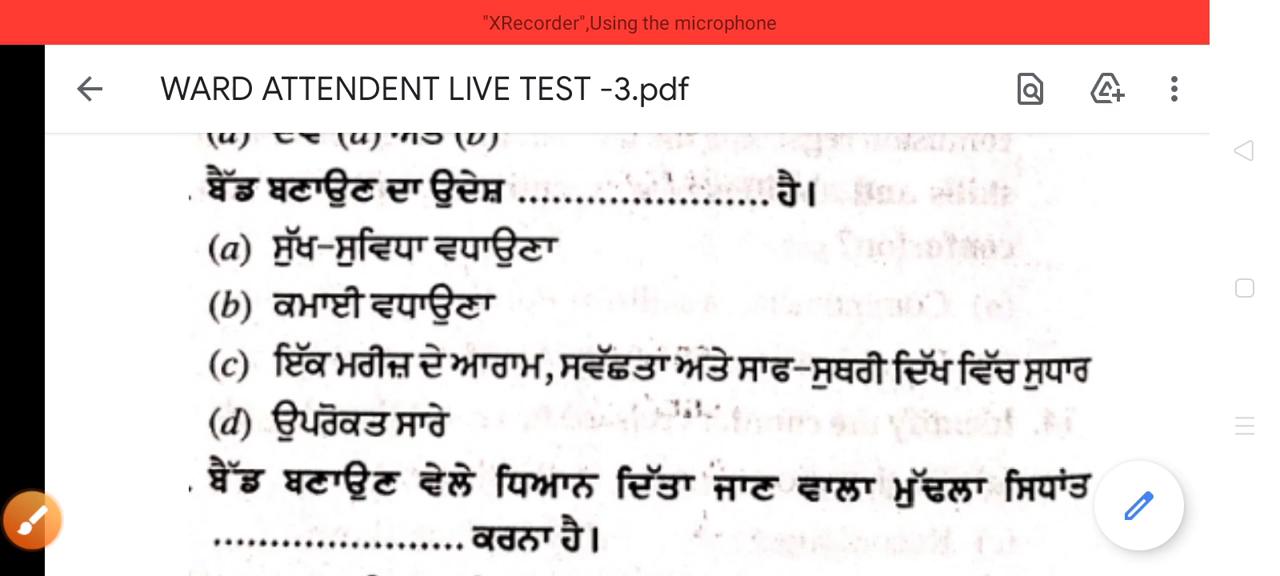 "XRecorder",Using the microphone
WARD ATTENDENT LIVE TEST -3.pdf
(d) ਦੋਵੇਂ (a) ਅਤੇ (b)
ਬੈੱਡ ਬਣਾਉਣ ਦਾ ਉਦੇਸ਼ ...................... ਹੈ।
(a) ਸੁੱਖ-ਸੁਵਿਧਾ ਵਧਾਉਣਾ
(b) ਕਮਾਈ ਵਧਾਉਣਾ
(c) ਇੱਕ ਮਰੀਜ਼ ਦੇ ਆਰਾਮ, ਸਵੱਛਤਾ ਅਤੇ ਸਾਫ-ਸੁਥਰੀ ਦਿੱਖ ਵਿੱਚ ਸੁਧਾਰ
(d) ਉਪਰੋਕਤ ਸਾਰੇ
ਬੈੱਡ ਬਣਾਉਣ ਵੇਲੇ ਧਿਆਨ ਦਿੱਤਾ ਜਾਣ ਵਾਲਾ ਮੁੱਢਲਾ ਸਿਧਾਂਤ
...................... ਕਰਨਾ ਹੈ।